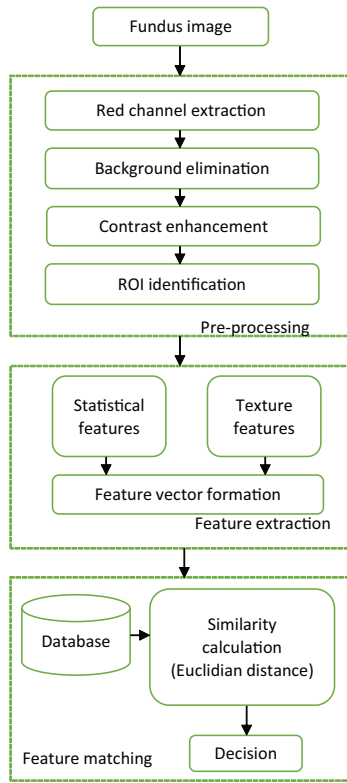 Fundus image
Red channel extraction
Background elimination
Contrast enhancement
ROI identification
Pre-processing
Statistical
features
Texture
features
Feature vector formation
Feature extraction
Database
Similarity
calculation
(Euclidian distance)
Decision
Feature matching